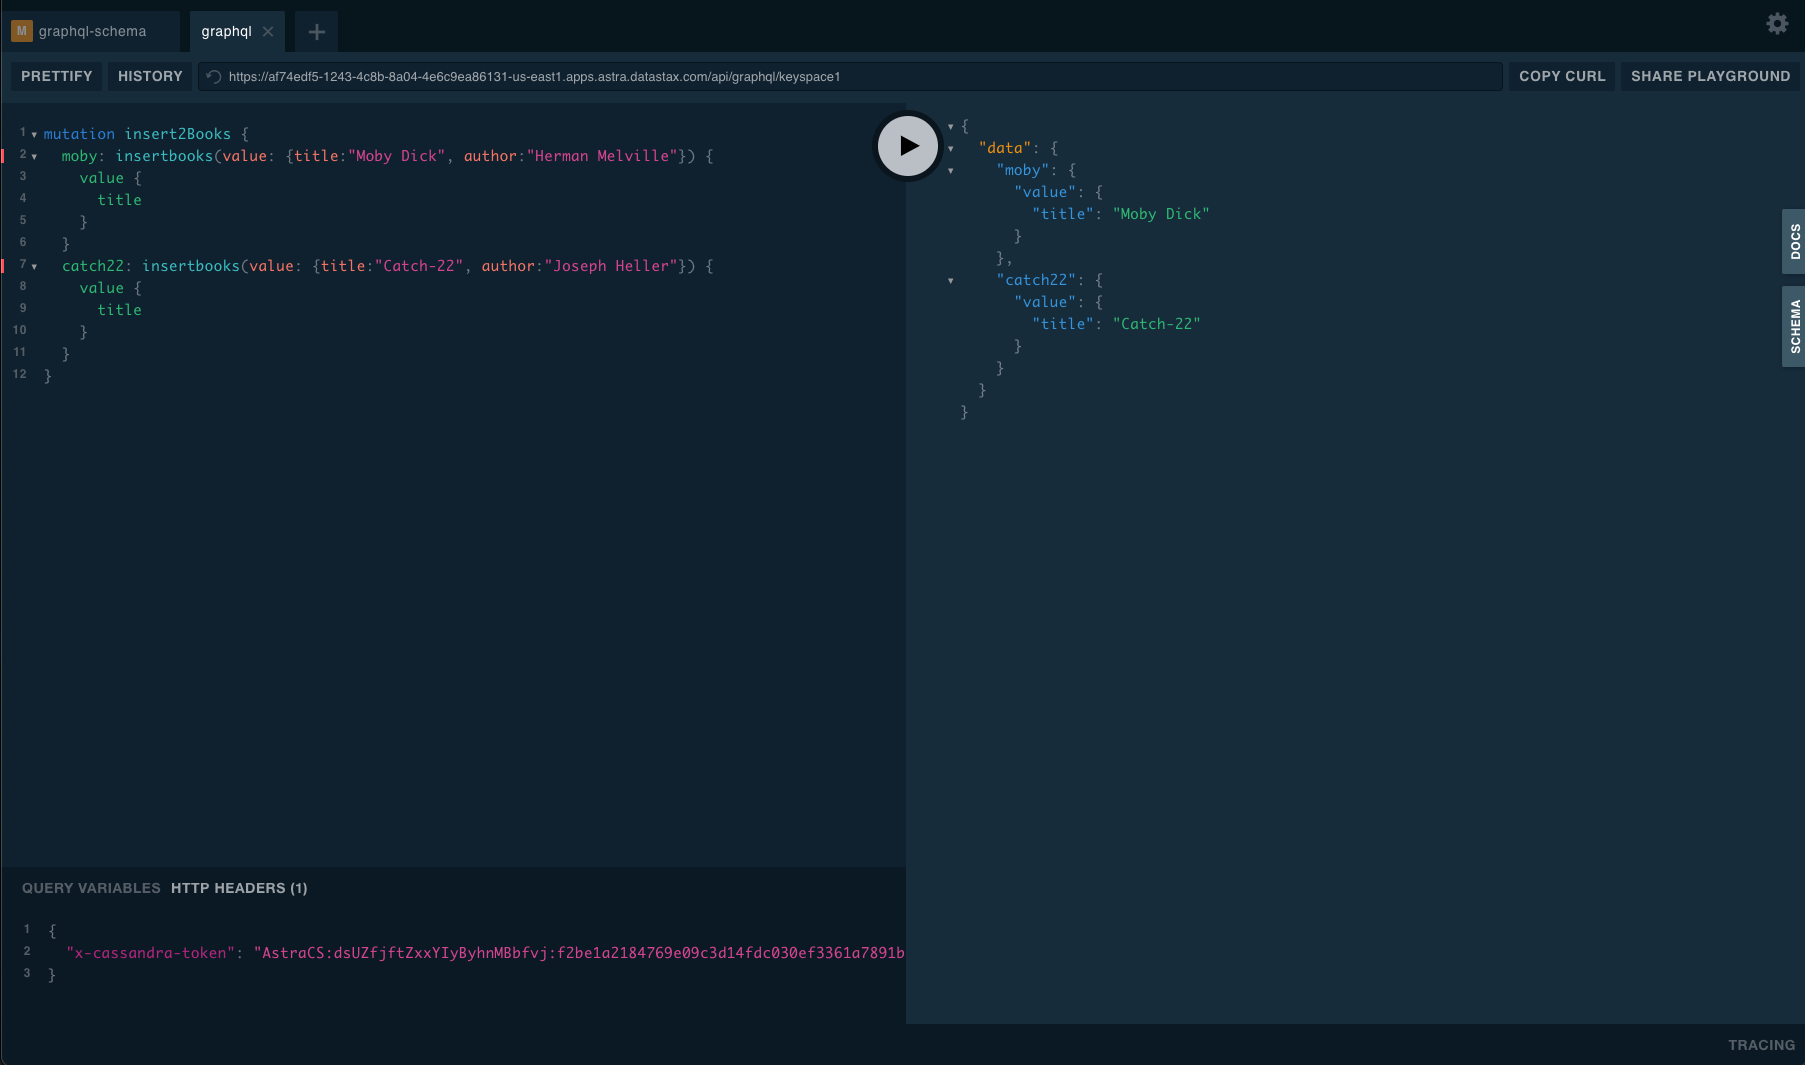 M graphql-schema
graphql
PRETTIFY
HISTORY
https://af74edf5-1243-4c8b-8a04-4e6c9ea86131-us-east1.apps.astra.datastax.com/api/graphql/keyspace1
COPY CURL
SHARE PLAYGROUND
1 mutation insert2Books {
2 moby: insertbooks(value: {title:"Moby Dick", author:"Herman Melville"}) {
3 value {
4 title
5 }
6 }
7 catch22: insertbooks(value: {title:"Catch-22", author:"Joseph Heller"}) {
8 value {
9 title
10 }
11 }
12 }
{
"data": {
"moby": {
"value": {
"title": "Moby Dick"
}
},
"catch22": {
"value": {
"title": "Catch-22"
}
}
}
}
DOCS
SCHEMA
QUERY VARIABLES
HTTP HEADERS (1)
1 {
2 "x-cassandra-token": "AstraCS:dsUZfjftZxxYIyByhnMBbfvj:f2be1a2184769e09c3d14fdc030ef3361a7891b
3 }
TRACING